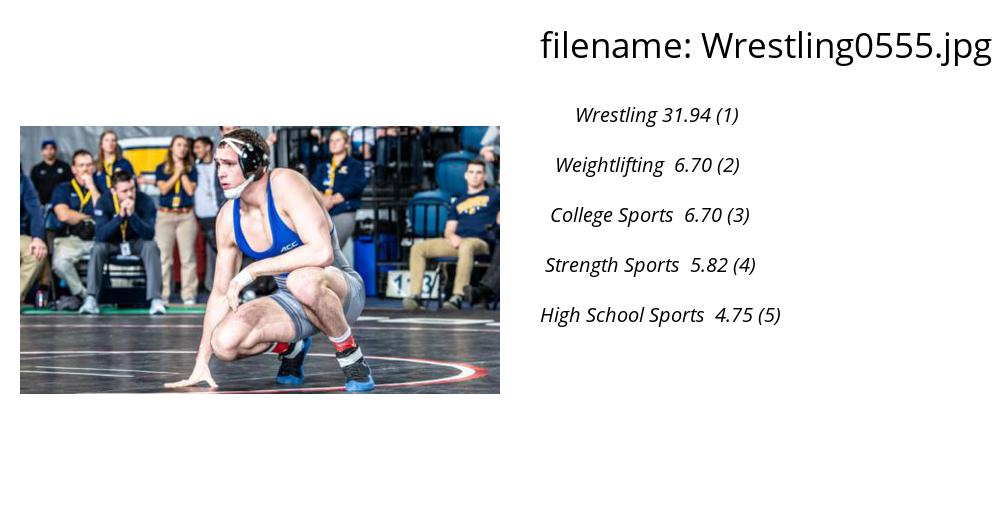 filename: Wrestling0555.jpg
Wrestling 31.94 (1)
Weightlifting 6.70 (2)
College Sports 6.70 (3)
Strength Sports 5.82 (4)
High School Sports 4.75 (5)
ACC